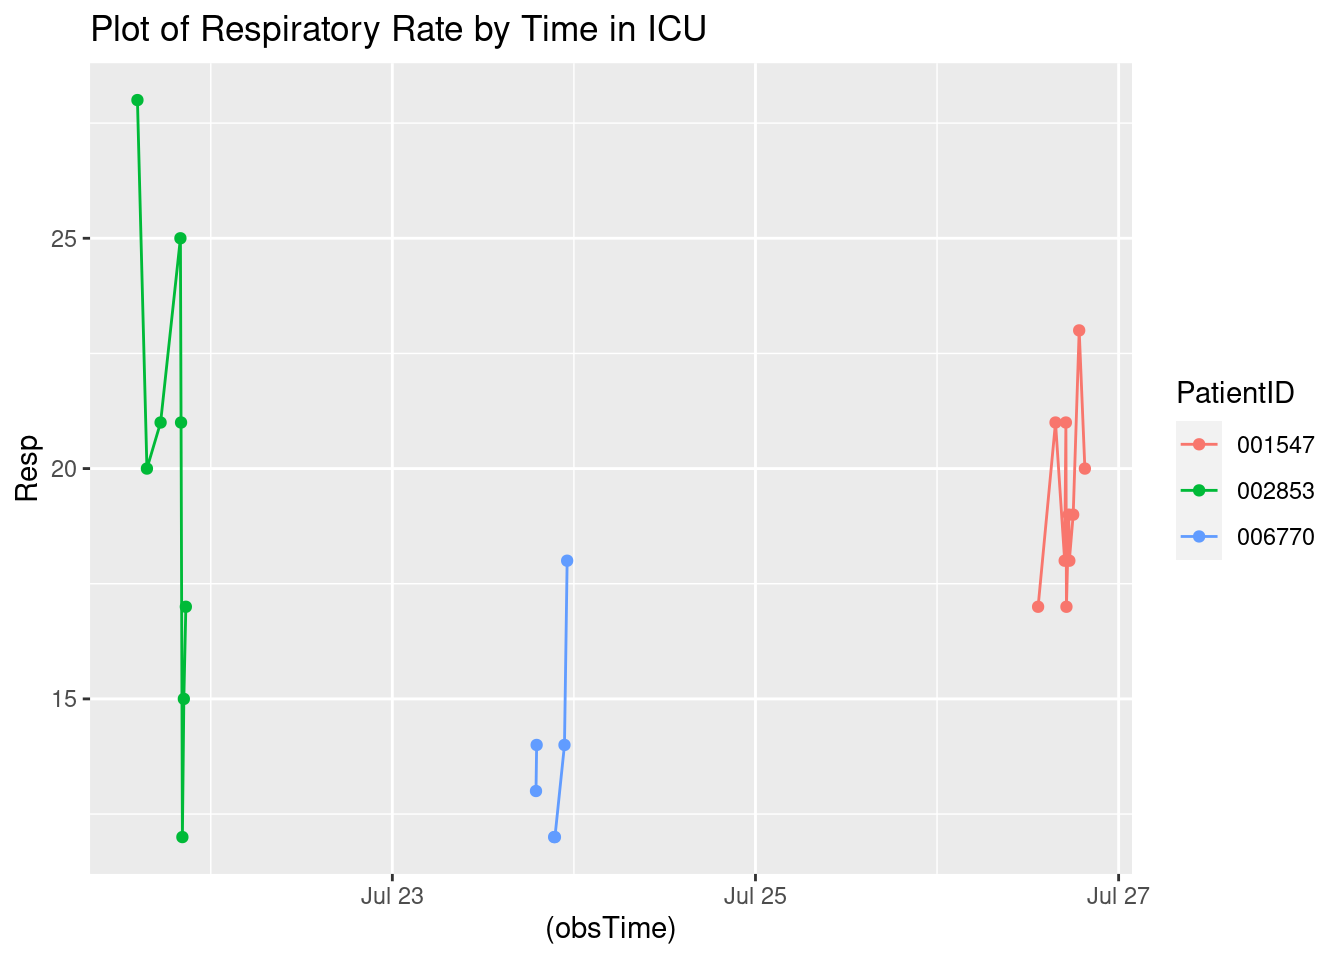 Plot of Respiratory Rate by Time in ICU
25
20
15
Resp
Jul 23
Jul 25
Jul 27
(obsTime)
PatientID
001547
002853
006770